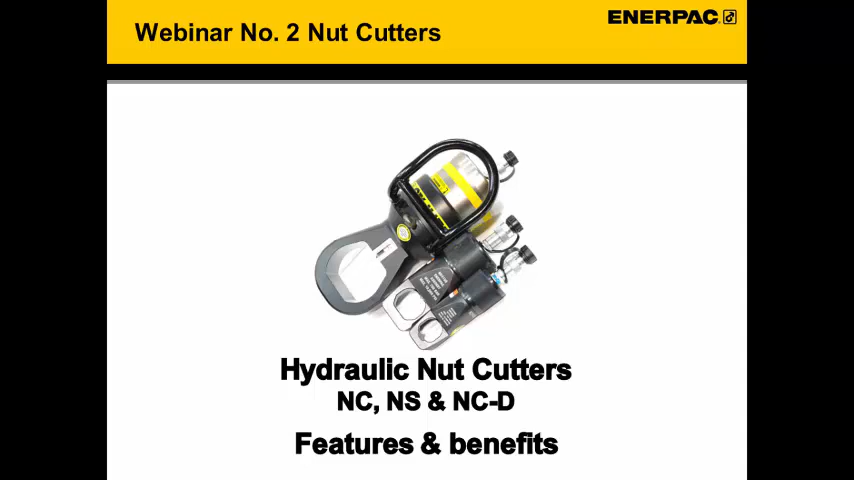 Webinar No. 2 Nut Cutters
ENERPAC
Hydraulic Nut Cutters
NC, NS & NC-D
Features & benefits